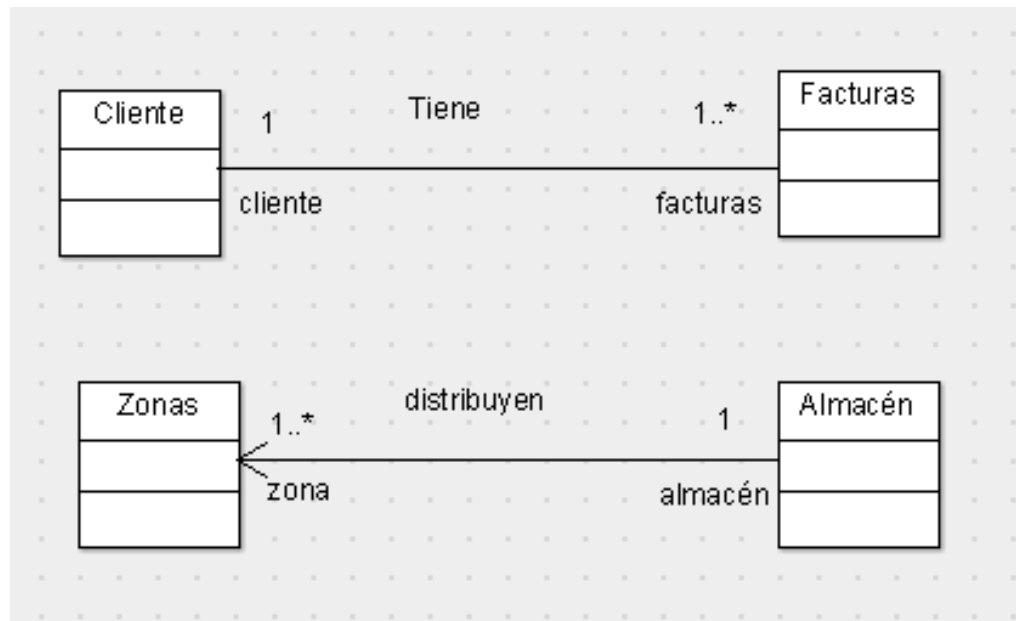 Cliente
1
Tiene
1..*
Facturas
cliente
facturas
Zonas
1..*
distribuyen
1
Almacén
zona
almacén